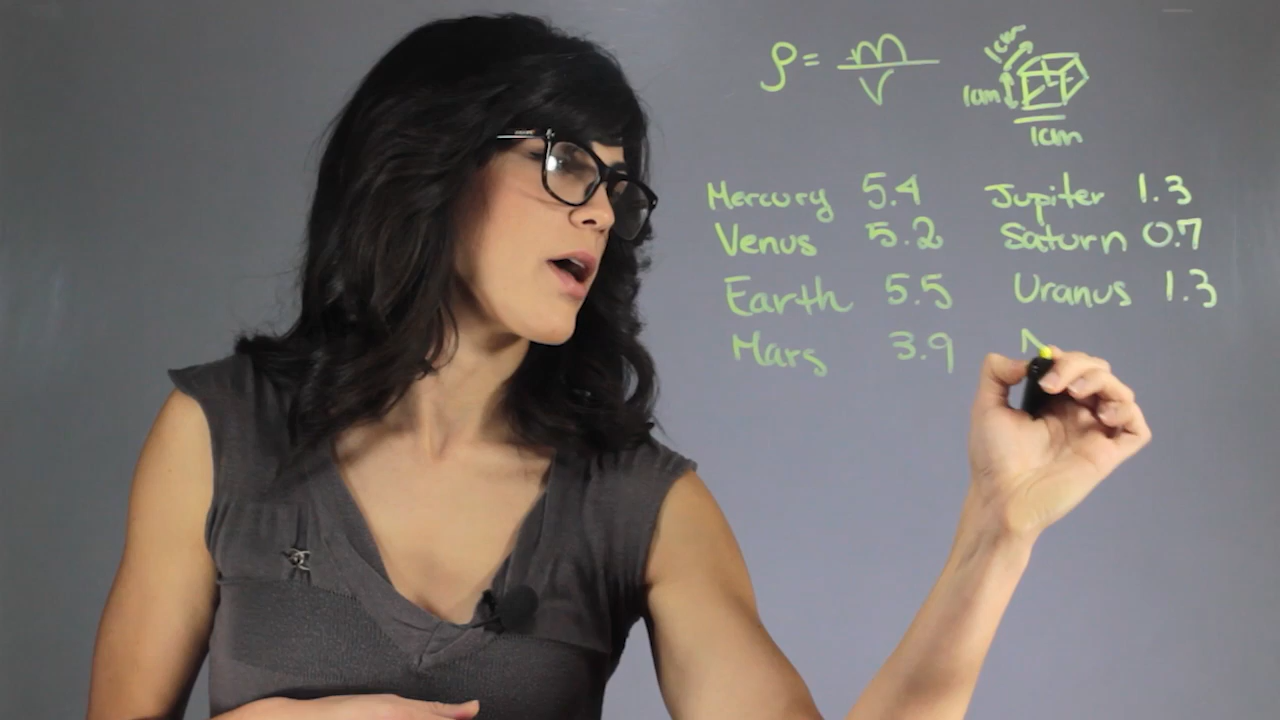 ρ = m/V
1cm
1cm
1cm
Mercury 5.4 Jupiter 1.3
Venus 5.2 Saturn 0.7
Earth 5.5 Uranus 1.3
Mars 3.9 N